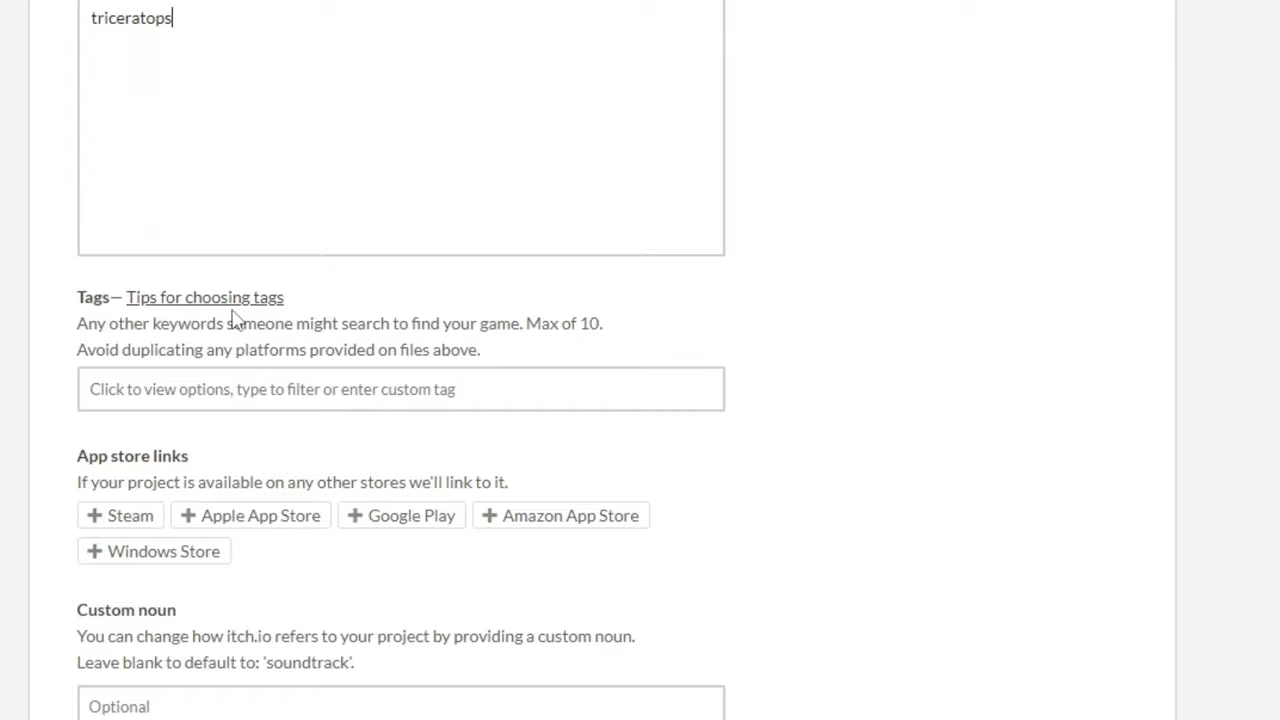 triceratops
Tags— Tips for choosing tags
Any other keywords someone might search to find your game. Max of 10.
Avoid duplicating any platforms provided on files above.
Click to view options, type to filter or enter custom tag
App store links
If your project is available on any other stores we'll link to it.
+ Steam + Apple App Store + Google Play + Amazon App Store
+ Windows Store
Custom noun
You can change how itch.io refers to your project by providing a custom noun.
Leave blank to default to: 'soundtrack'.
Optional